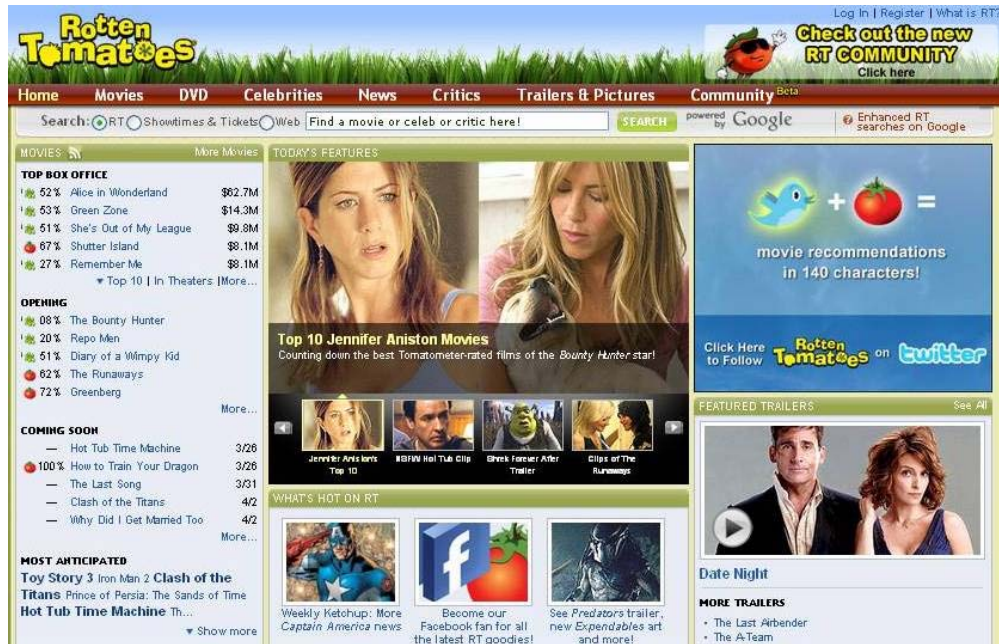 Log In | Register | What is RT?
Rotten
Tomatoes
Check out the new
RT COMMUNITY
Click here
Home Movies DVD Celebrities News Critics Trailers & Pictures Community Beta
Search: RT Showtimes & Tickets Web Find a movie or celeb or critic here! SEARCH powered by Google Enhanced RT
searches on Google
MOVIES More Movies
TOP BOX OFFICE
52% Alice in Wonderland $62.7M
53% Green Zone $14.3M
51% She's Out of My League $9.8M
67% Shutter Island $8.1M
27% Remember Me $8.1M
Top 10 | In Theaters |More...
OPENING
08% The Bounty Hunter
20% Repo Men
51% Diary of a Wimpy Kid
62% The Runaways
72% Greenberg
More...
COMING SOON
— Hot Tub Time Machine 3/26
100% How to Train Your Dragon 3/26
— The Last Song 3/31
— Clash of the Titans 4/2
— Why Did I Get Married Too 4/2
More...
MOST ANTICIPATED
Toy Story 3 Iron Man 2 Clash of the
Titans Prince of Persia: The Sands of Time
Hot Tub Time Machine Th...
Show more
TODAY'S FEATURES
Top 10 Jennifer Aniston Movies
Counting down the best Tomatometer-rated films of the Bounty Hunter star!
Jennifer Aniston's
Top 10
NSFW Hot Tub Clip
Shrek Forever After
Trailer
Clips of The
Runaways
WHAT'S HOT ON RT
Weekly Ketchup: More
Captain America news
Become our
Facebook fan for all
the latest RT goodies!
See Predators trailer,
new Expendables art
and more!
+ =
movie recommendations
in 140 characters!
Click Here
to Follow
Rotten
Tomatoes
on twitter
FEATURED TRAILERS See All
Date Night
MORE TRAILERS
• The Last Airbender
• The A-Team